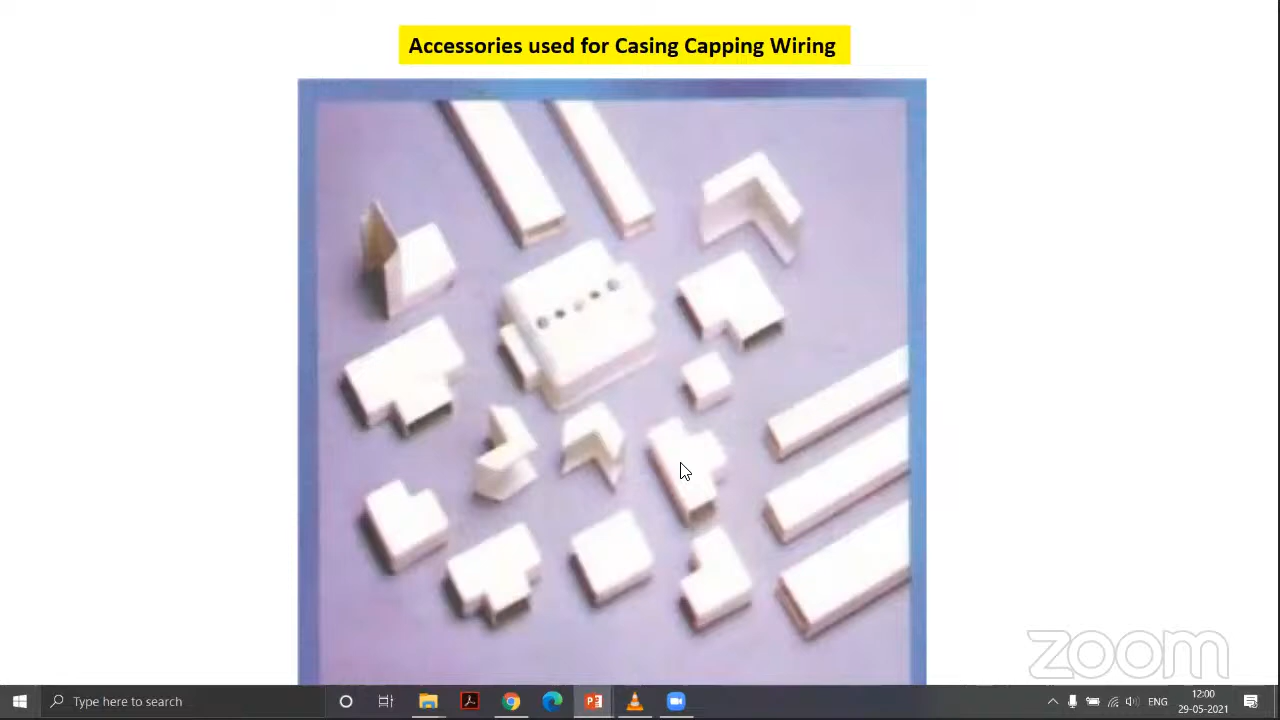 Accessories used for Casing Capping Wiring
zoom
Type here to search
ENG
12:00
29-05-2021